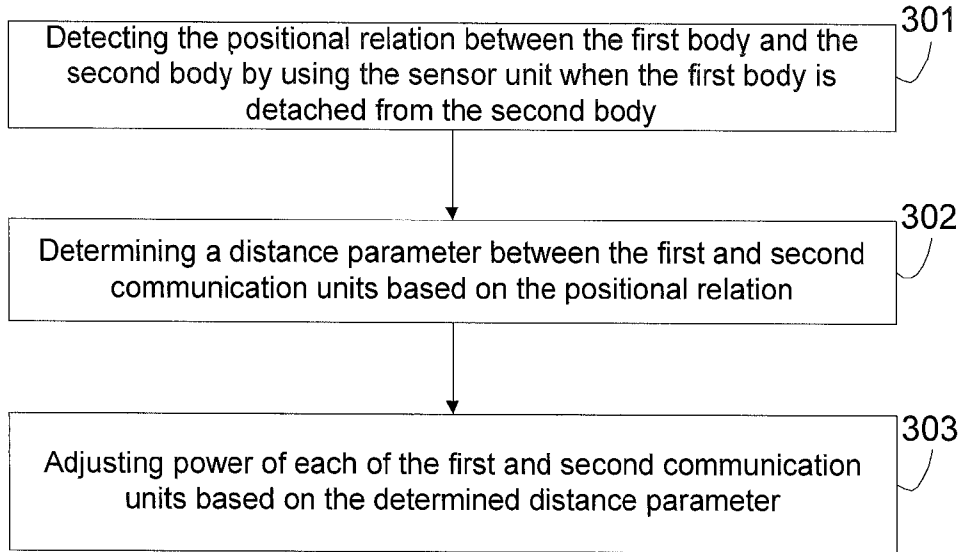 301
Detecting the positional relation between the first body and the
second body by using the sensor unit when the first body is
detached from the second body
302
Determining a distance parameter between the first and second
communication units based on the positional relation
303
Adjusting power of each of the first and second communication
units based on the determined distance parameter